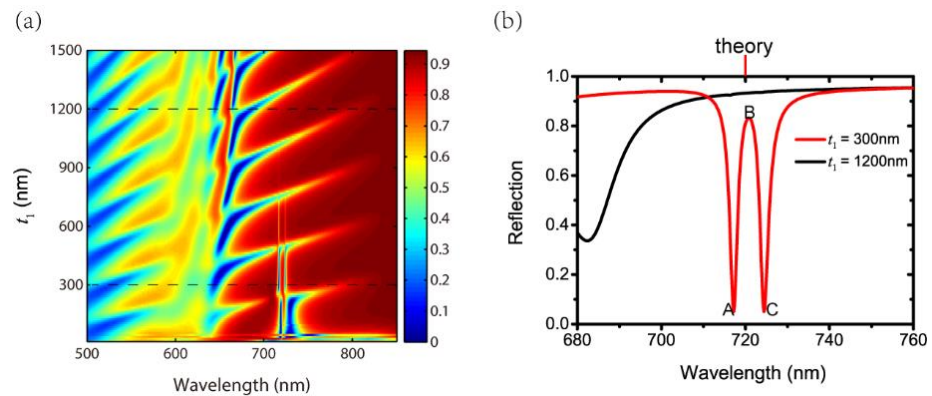 (a)
1500
1200
900
600
300
t₁ (nm)
500 600 700 800
Wavelength (nm)
0.9
0.8
0.7
0.6
0.5
0.4
0.3
0.2
0.1
0
(b)
theory
1.0
0.8
0.6
0.4
0.2
0.0
Reflection
B
A
C
t₁ = 300nm
t₁ = 1200nm
680 700 720 740 760
Wavelength (nm)